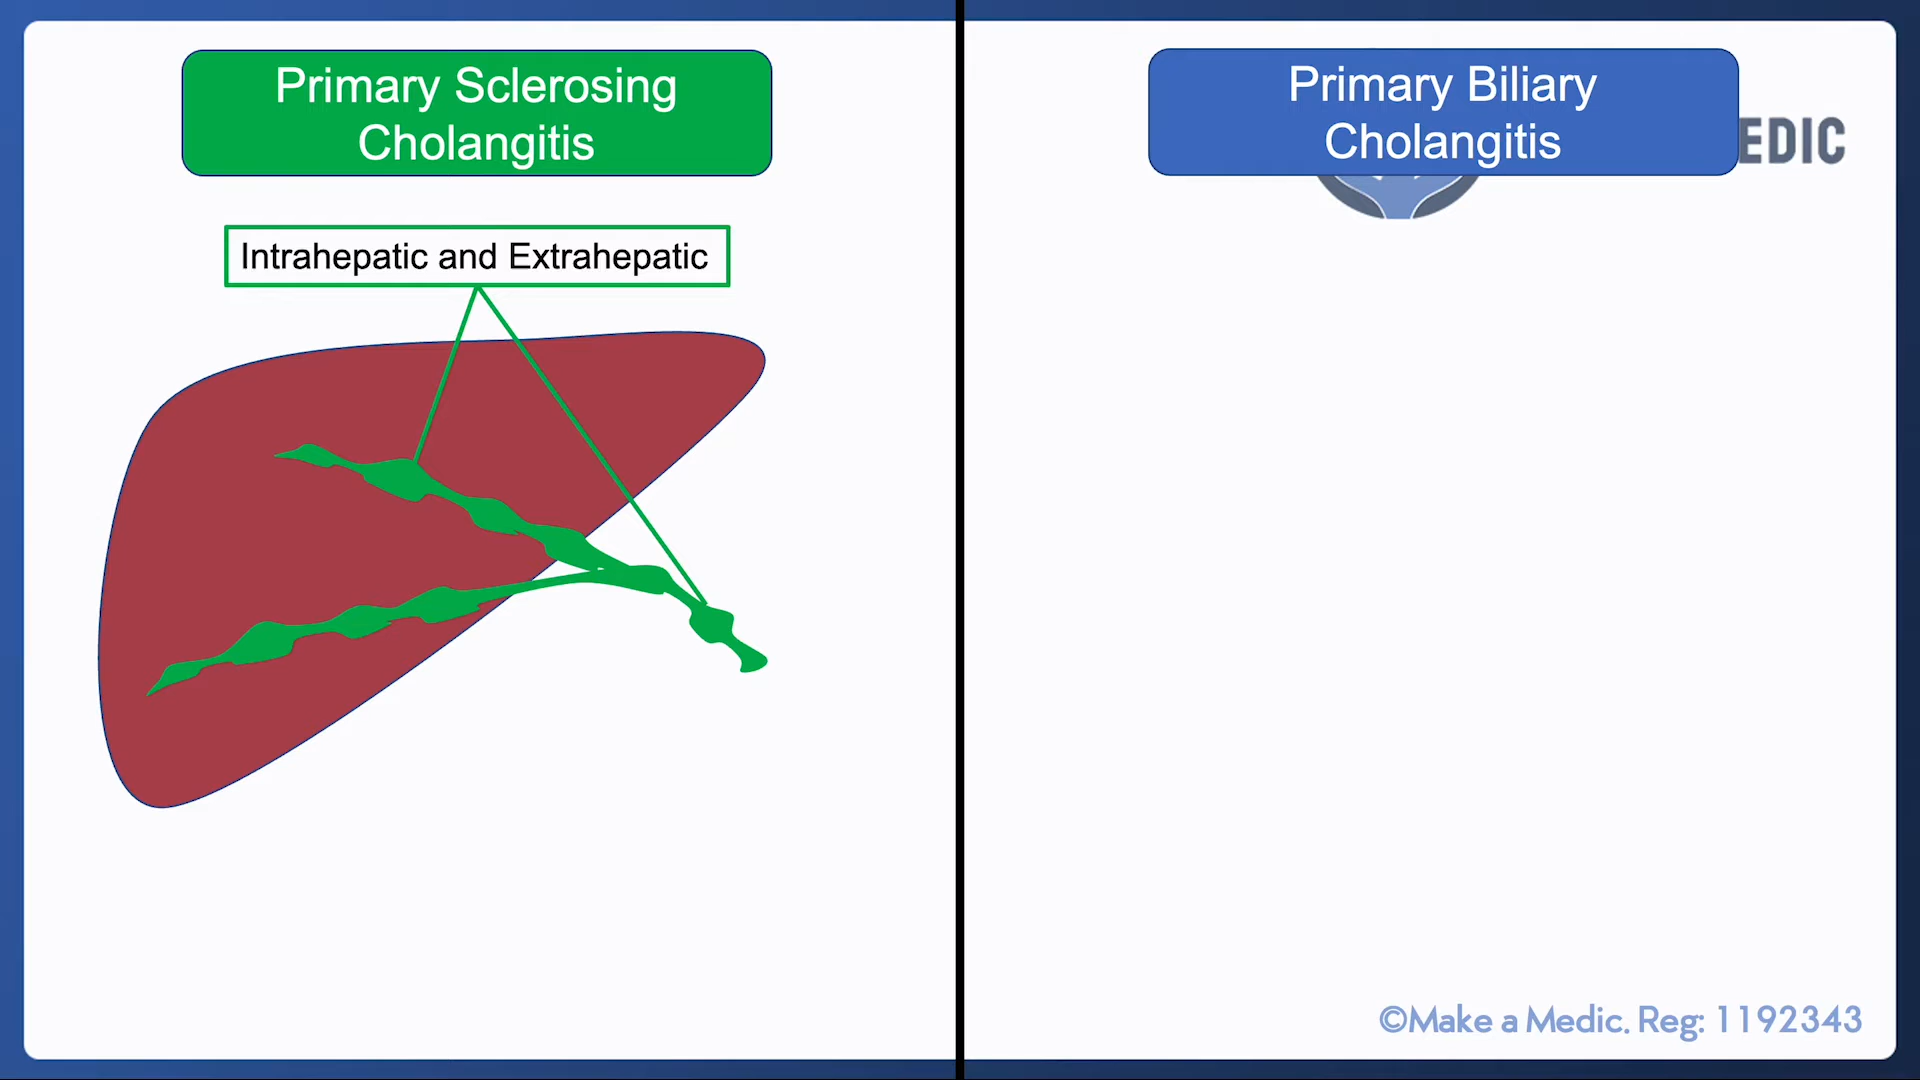 Primary Sclerosing
Cholangitis
Intrahepatic and Extrahepatic
Primary Biliary
Cholangitis
EDIC
©Make a Medic. Reg: 1192343